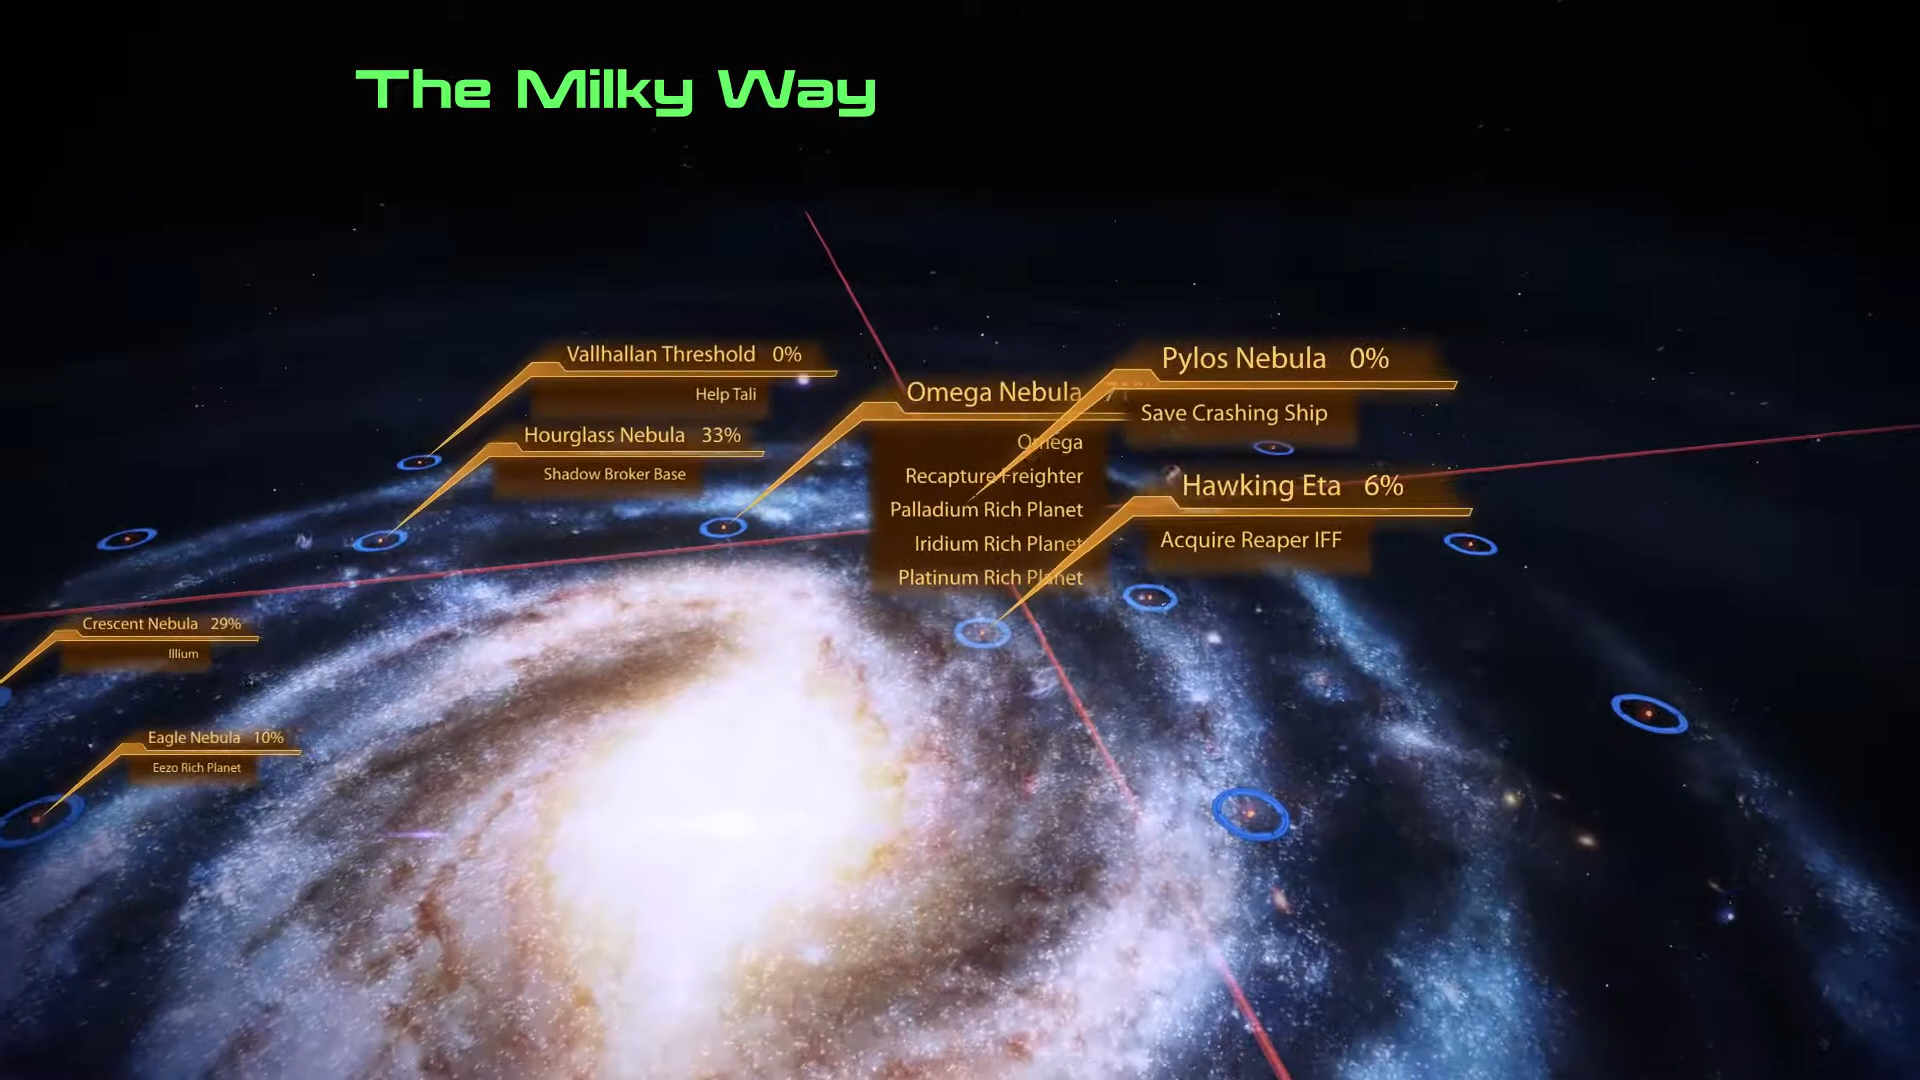 The Milky Way
Vallhallan Threshold 0%
Help Tali
Hourglass Nebula 33%
Shadow Broker Base
Omega Nebula
Omega
Recapture Freighter
Palladium Rich Planet
Iridium Rich Planet
Platinum Rich Planet
Pylos Nebula 0%
Save Crashing Ship
Hawking Eta 6%
Acquire Reaper IFF
Crescent Nebula 29%
Illium
Eagle Nebula 10%
Eezo Rich Planet